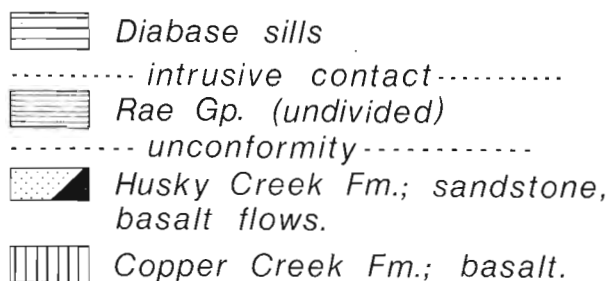 Diabase sills
--------- intrusive contact----------
Rae Gp. (undivided)
-------- unconformity------------
Husky Creek Fm.; sandstone,
basalt flows.
Copper Creek Fm.; basalt.